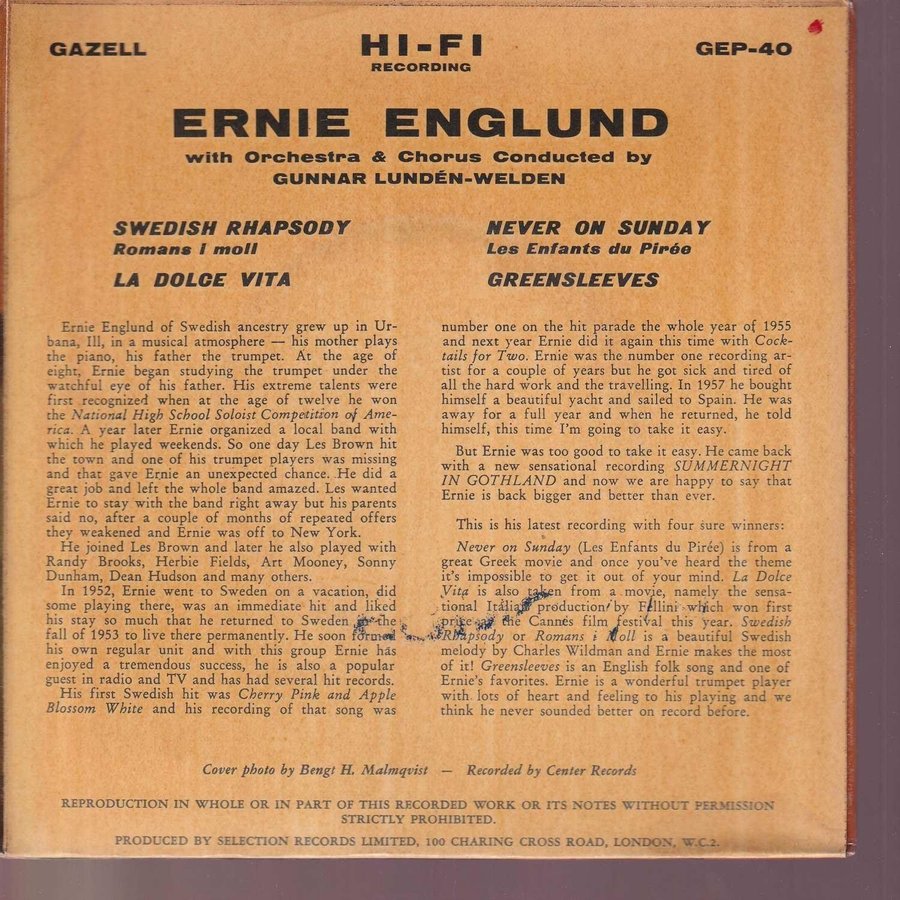 GAZELL
HI-FI
RECORDING
GEP-40
ERNIE ENGLUND
with Orchestra & Chorus Conducted by
GUNNAR LUNDÉN-WELDEN
SWEDISH RHAPSODY
Romans i moll
LA DOLCE VITA
NEVER ON SUNDAY
Les Enfants du Pirée
GREENSLEEVES
Ernie Englund of Swedish ancestry grew up in Ur-
bana, Ill, in a musical atmosphere — his mother plays
the piano, his father the trumpet. At the age of
eight, Ernie began studying the trumpet under the
watchful eye of his father. His extreme talents were
first recognized when at the age of twelve he won
the National High School Soloist Competition of Ame-
rica. A year later Ernie organized a local band with
which he played weekends. So one day Les Brown hit
the town and one of his trumpet players was missing
and that gave Ernie an unexpected chance. He did a
great job and left the whole band amazed. Les wanted
Ernie to stay with the band right away but his parents
said no, after a couple of months of repeated offers
they weakened and Ernie was off to New York.
He joined Les Brown and later he also played with
Randy Brooks, Herbie Fields, Art Mooney, Sonny
Dunham, Dean Hudson and many others.
In 1952, Ernie went to Sweden on a vacation, did
some playing there, was an immediate hit and liked
his stay so much that he returned to Sweden in the
fall of 1953 to live there permanently. He soon formed
his own regular unit and with this group Ernie has
enjoyed a tremendous success, he is also a popular
guest in radio and TV and has had several hit records.
His first Swedish hit was Cherry Pink and Apple
Blossom White and his recording of that song was
number one on the hit parade the whole year of 1955
and next year Ernie did it again this time with Cock-
tails for Two. Ernie was the number one recording ar-
tist for a couple of years but he got sick and tired of
all the hard work and the travelling. In 1957 he bought
himself a beautiful yacht and sailed to Spain. He was
away for a full year and when he returned, he told
himself, this time I'm going to take it easy.
But Ernie was too good to take it easy. He came back
with a new sensational recording SUMMERNIGHT
IN GOTHLAND and now we are happy to say that
Ernie is back bigger and better than ever.
This is his latest recording with four sure winners:
Never on Sunday (Les Enfants du Pirée) is from a
great Greek movie and once you've heard the theme
it's impossible to get it out of your mind. La Dolce
Vita is also taken from a movie, namely the sensa-
tional Italian production by Fellini which won first
prize at the Cannes film festival this year. Swedish
Rhapsody or Romans i Moll is a beautiful Swedish
melody by Charles Wildman and Ernie makes the most
of it! Greensleeves is an English folk song and one of
Ernie's favorites. Ernie is a wonderful trumpet player
with lots of heart and feeling to his playing and we
think he never sounded better on record before.
Cover photo by Bengt H. Malmqvist — Recorded by Center Records
REPRODUCTION IN WHOLE OR IN PART OF THIS RECORDED WORK OR ITS NOTES WITHOUT PERMISSION
STRICTLY PROHIBITED.
PRODUCED BY SELECTION RECORDS LIMITED, 100 CHARING CROSS ROAD, LONDON, W.C.2.